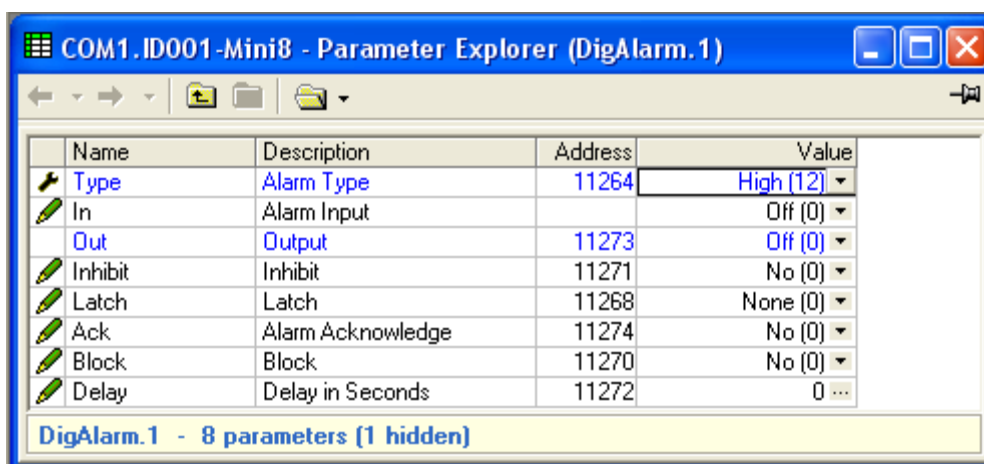 COM1.ID001-Mini8 - Parameter Explorer (DigAlarm.1)
Name Description Address Value
Type Alarm Type 11264 High (12)
In Alarm Input Off (0)
Out Output 11273 Off (0)
Inhibit Inhibit 11271 No (0)
Latch Latch 11268 None (0)
Ack Alarm Acknowledge 11274 No (0)
Block Block 11270 No (0)
Delay Delay in Seconds 11272 0 ...
DigAlarm.1 - 8 parameters (1 hidden)